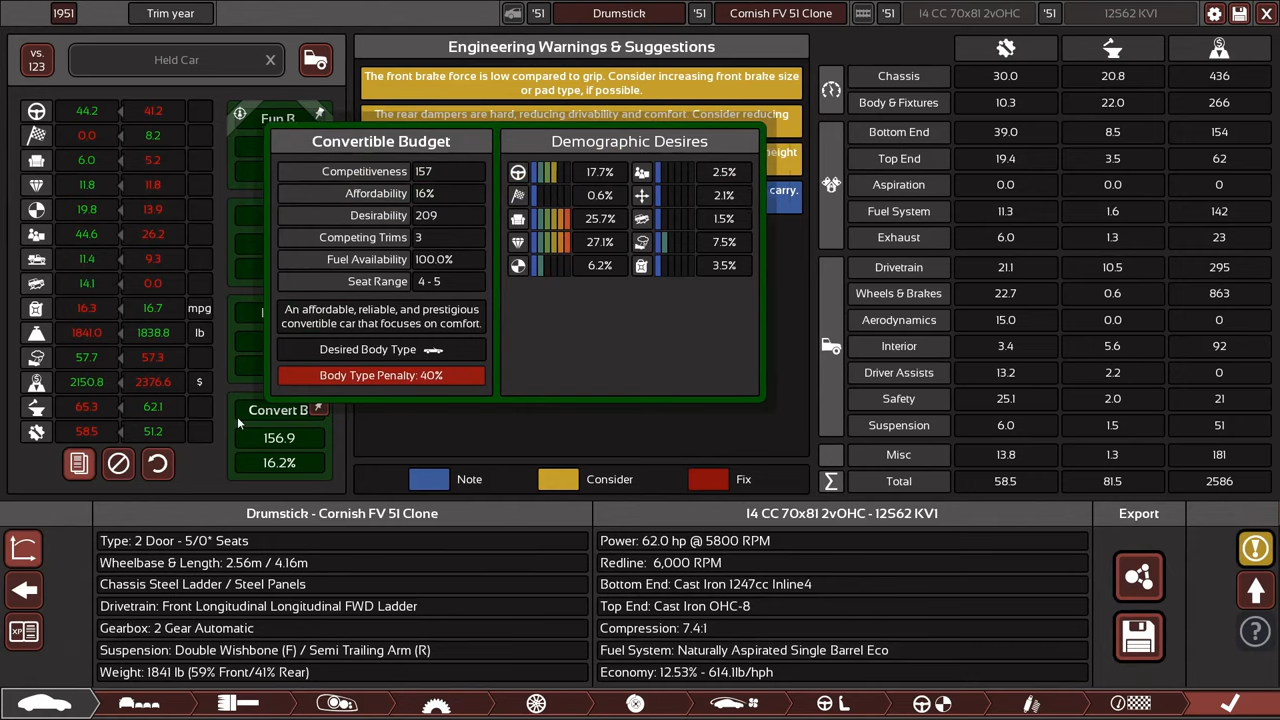 1951
Trim year
'51
Drumstick
'51
Cornish FV 51 Clone
'51
I4 CC 70x81 2vOHC
'51
12S62 KV1
vs.
123
Held Car
X
44.2 41.2
0.0 8.2
6.0 5.2
11.8 11.8
19.8 13.9
44.6 26.2
11.4 9.3
14.1 0.0
16.3 16.7 mpg
1841.0 1838.8 lb
57.7 57.3
2150.8 2376.6 $
65.3 62.1
58.5 51.2
Fun B
Convert B
156.9
16.2%
Engineering Warnings & Suggestions
The front brake force is low compared to grip. Consider increasing front brake size
or pad type, if possible.
The rear dampers are hard, reducing drivability and comfort. Consider reducing
height
carry.
Convertible Budget
Competitiveness 157
Affordability 16%
Desirability 209
Competing Trims 3
Fuel Availability 100.0%
Seat Range 4 - 5
An affordable, reliable, and prestigious
convertible car that focuses on comfort.
Desired Body Type
Body Type Penalty: 40%
Demographic Desires
17.7% 2.5%
0.6% 2.1%
25.7% 1.5%
27.1% 7.5%
6.2% 3.5%
Note
Consider
Fix
Chassis 30.0 20.8 436
Body & Fixtures 10.3 22.0 266
Bottom End 39.0 8.5 154
Top End 19.4 3.5 62
Aspiration 0.0 0.0 0
Fuel System 11.3 1.6 142
Exhaust 6.0 1.5 23
Drivetrain 21.1 10.5 295
Wheels & Brakes 22.7 0.6 863
Aerodynamics 15.0 0.0 0
Interior 3.4 5.6 92
Driver Assists 13.2 2.2 0
Safety 25.1 2.0 21
Suspension 6.0 1.5 51
Misc 13.8 1.3 181
Σ Total 58.5 81.5 2586
Drumstick - Cornish FV 51 Clone
Type: 2 Door - 5/0* Seats
Wheelbase & Length: 2.56m / 4.16m
Chassis Steel Ladder / Steel Panels
Drivetrain: Front Longitudinal Longitudinal FWD Ladder
Gearbox: 2 Gear Automatic
Suspension: Double Wishbone (F) / Semi Trailing Arm (R)
Weight: 1841 lb (59% Front/41% Rear)
I4 CC 70x81 2vOHC - 12S62 KV1
Power: 62.0 hp @ 5800 RPM
Redline: 6,000 RPM
Bottom End: Cast Iron 1247cc Inline4
Top End: Cast Iron OHC-8
Compression: 7.4:1
Fuel System: Naturally Aspirated Single Barrel Eco
Economy: 12.53% - 614.1lb/hph
Export
XP